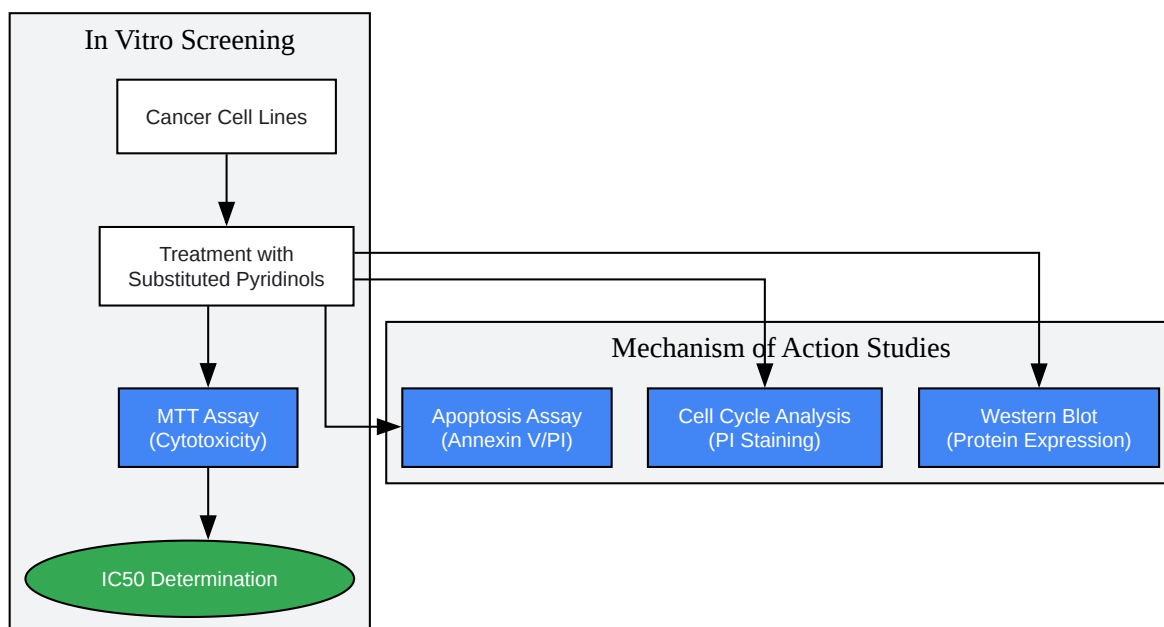 In Vitro Screening
Cancer Cell Lines
Treatment with
Substituted Pyridinols
MTT Assay
(Cytotoxicity)
IC50 Determination
Mechanism of Action Studies
Apoptosis Assay
(Annexin V/PI)
Cell Cycle Analysis
(PI Staining)
Western Blot
(Protein Expression)